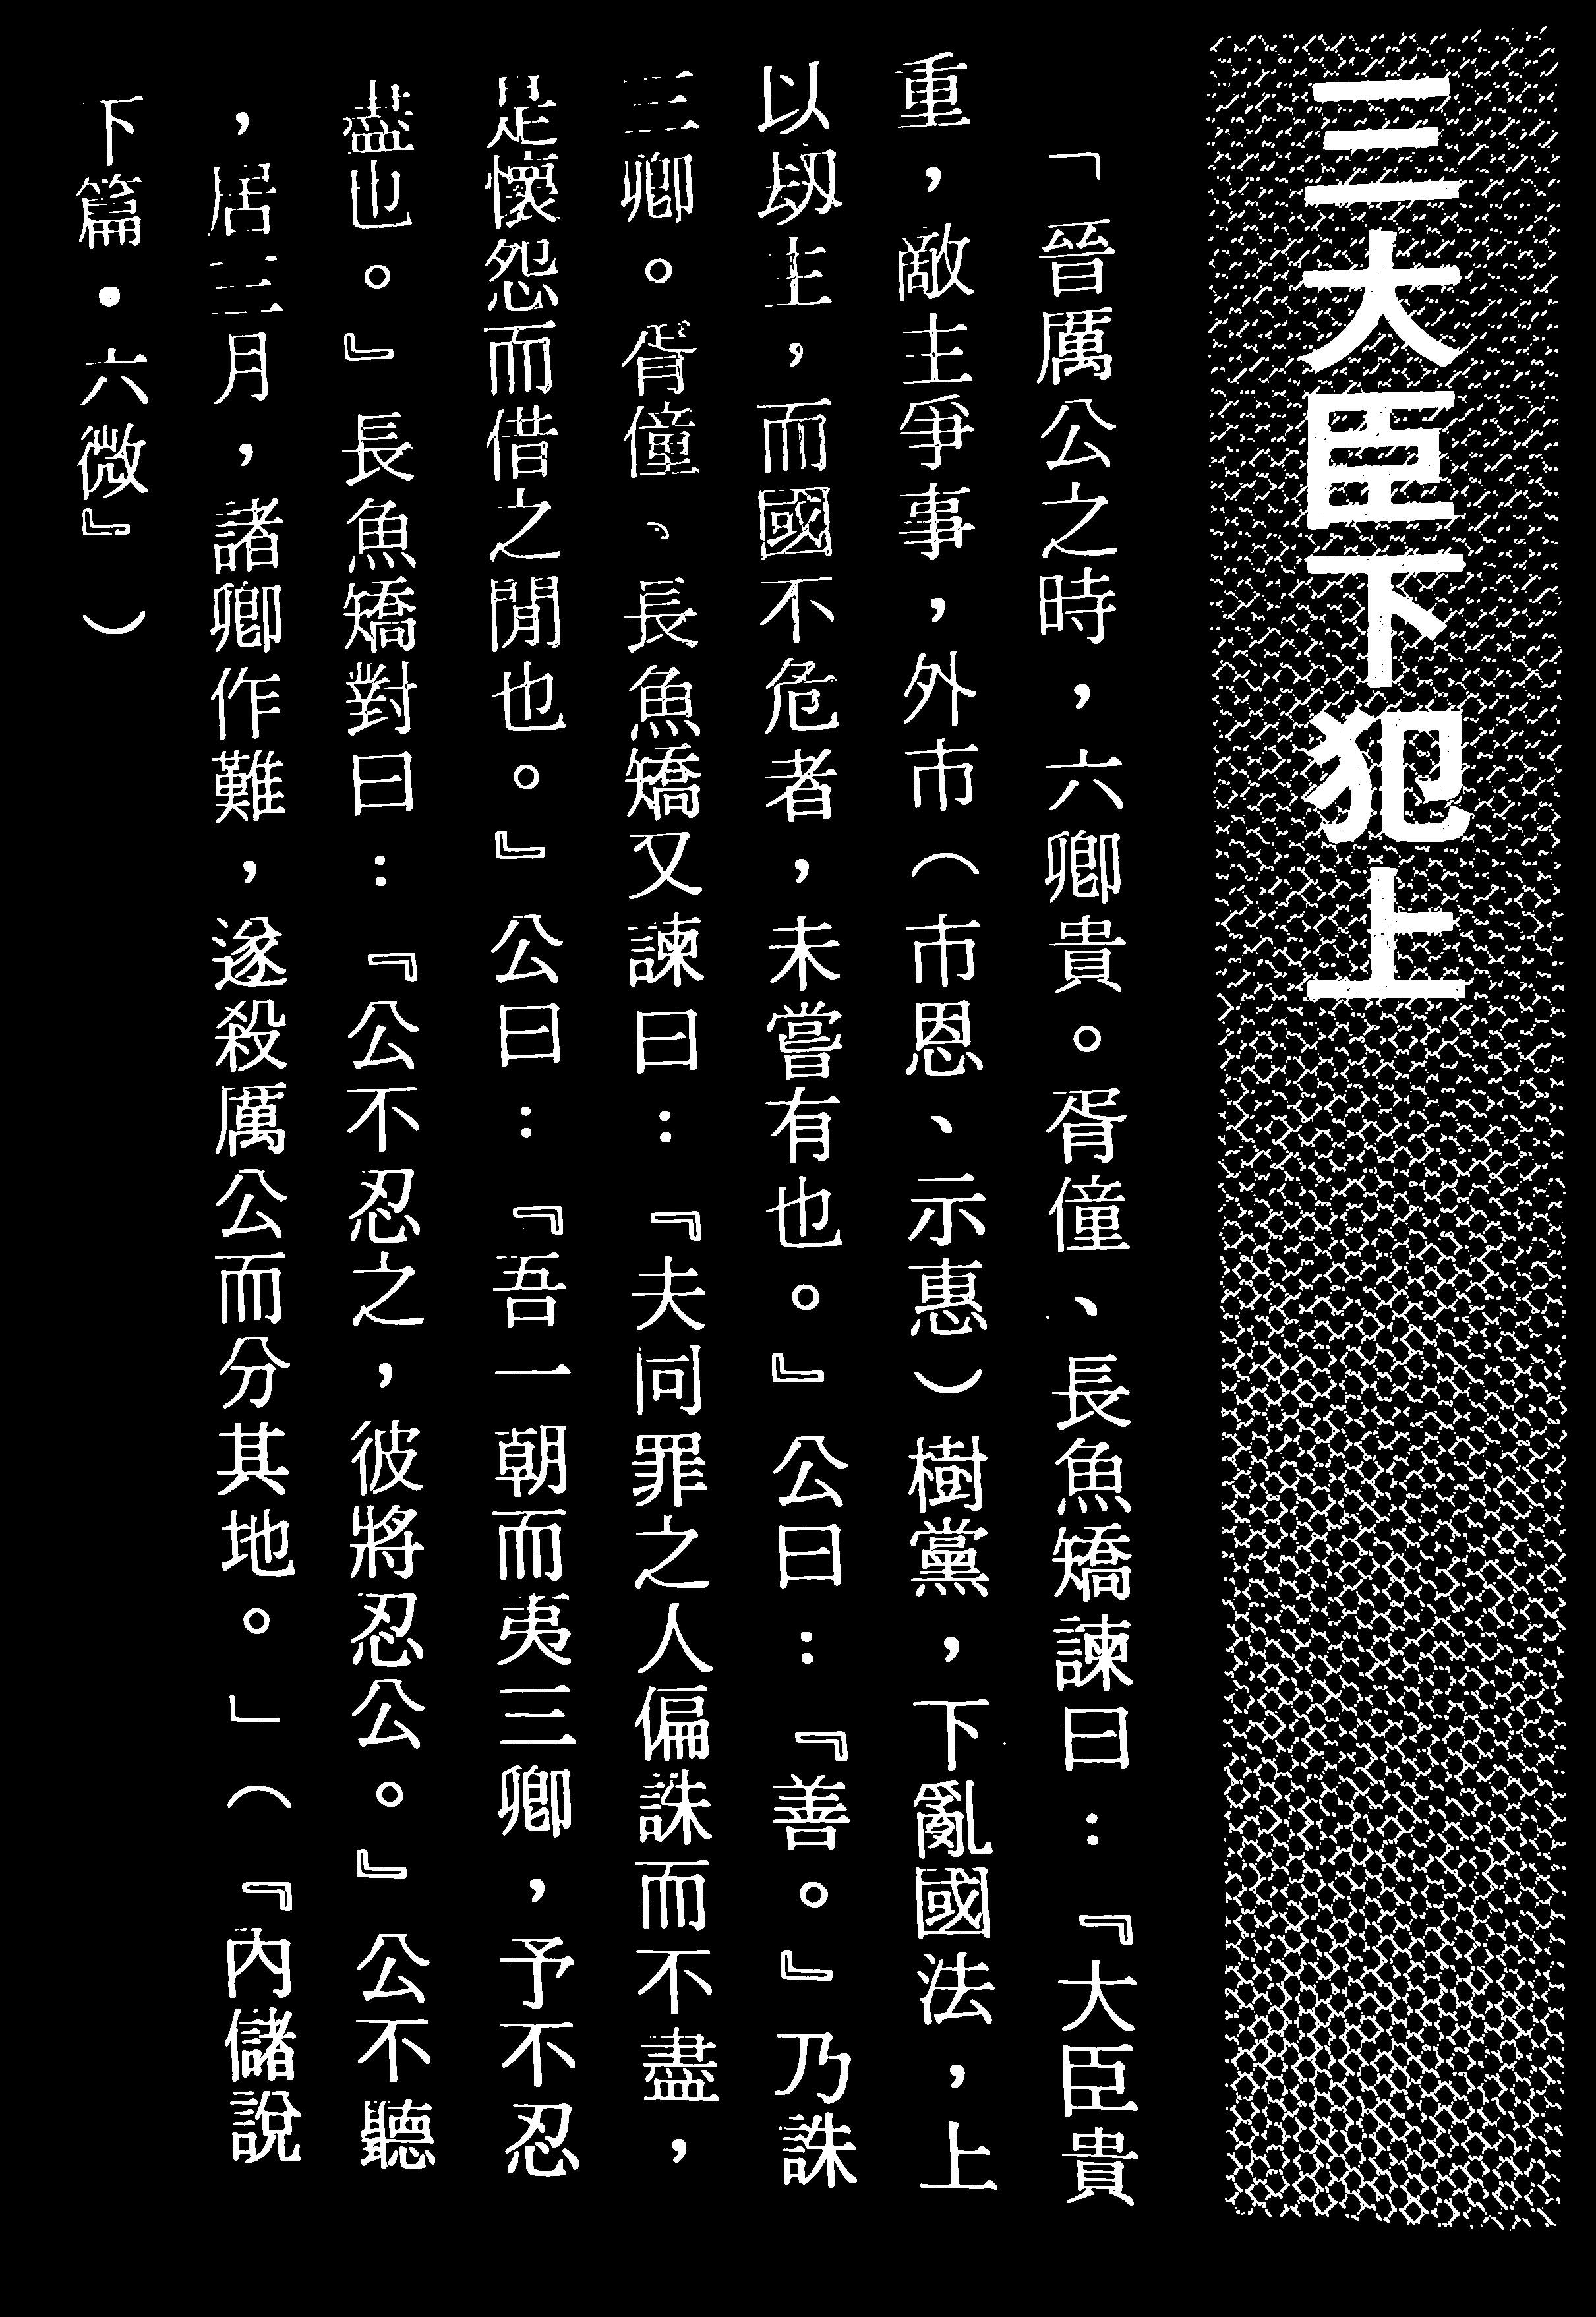 三大臣下犯上
「晉厲公之時，六卿貴。胥僮、長魚矯諫曰：『大臣貴
重，敵主爭事，外市（市恩、示惠）樹黨，下亂國法，上
以劫主，而國不危者，未嘗有也。』公曰：『善。』乃誅
三卿。胥僮、長魚矯又諫曰：『夫同罪之人偏誅而不盡，
是懷怨而借之閒也。』公曰：『吾一朝而夷三卿，予不忍
盡也。』長魚矯對曰：『公不忍之，彼將忍公。』公不聽
，居三月，諸卿作難，遂殺厲公而分其地。」（『內儲說
下篇·六微』）